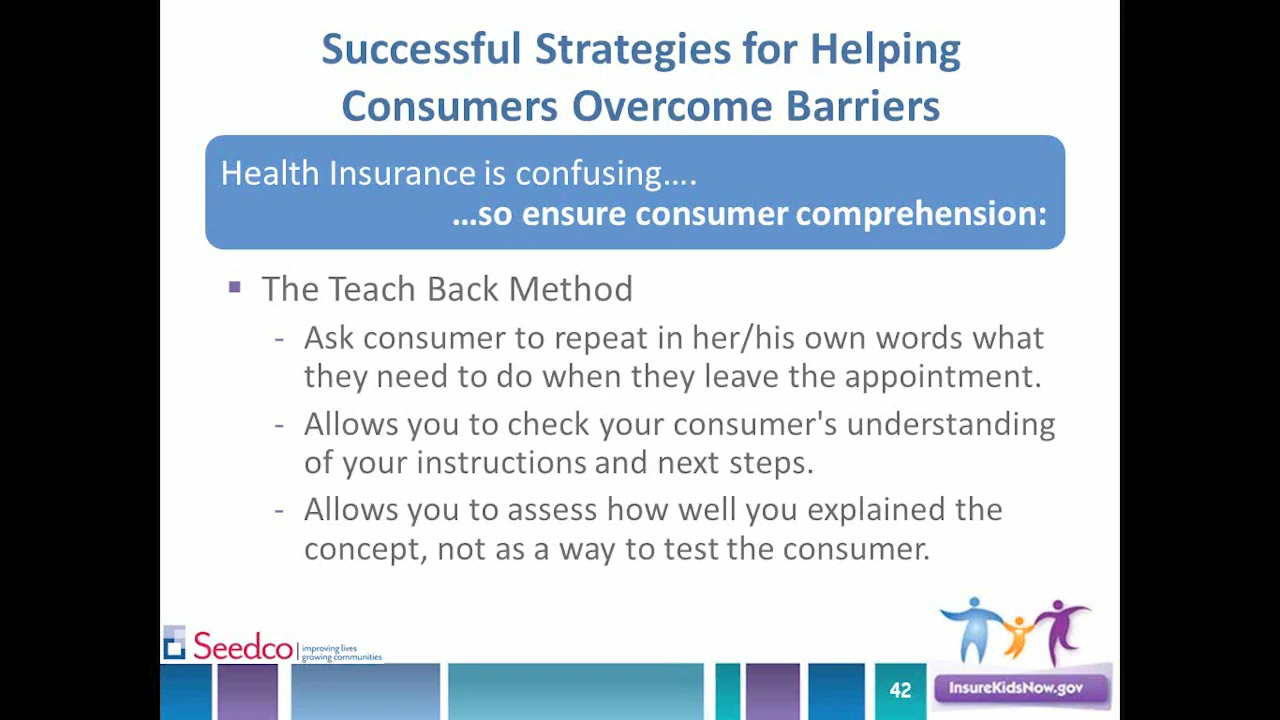 Successful Strategies for Helping
Consumers Overcome Barriers
Health Insurance is confusing….
…so ensure consumer comprehension:
▪ The Teach Back Method
- Ask consumer to repeat in her/his own words what
they need to do when they leave the appointment.
- Allows you to check your consumer's understanding
of your instructions and next steps.
- Allows you to assess how well you explained the
concept, not as a way to test the consumer.
Seedco
improving lives
growing communities
42
InsureKidsNow.gov